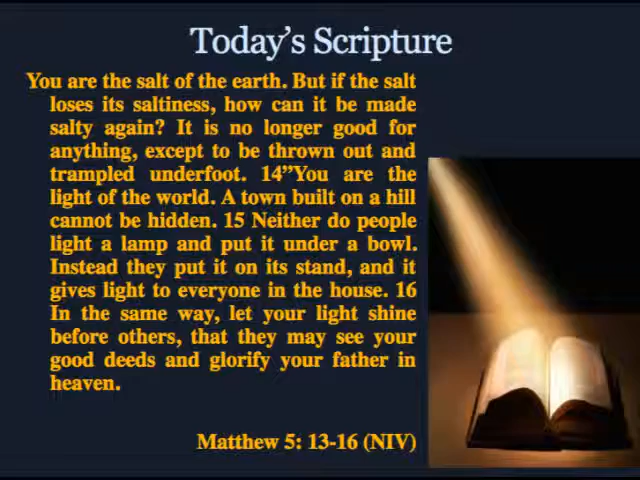 Today's Scripture
You are the salt of the earth. But if the salt
loses its saltiness, how can it be made
salty again? It is no longer good for
anything, except to be thrown out and
trampled underfoot. 14”You are the
light of the world. A town built on a hill
cannot be hidden. 15 Neither do people
light a lamp and put it under a bowl.
Instead they put it on its stand, and it
gives light to everyone in the house. 16
In the same way, let your light shine
before others, that they may see your
good deeds and glorify your father in
heaven.
Matthew 5: 13-16 (NIV)